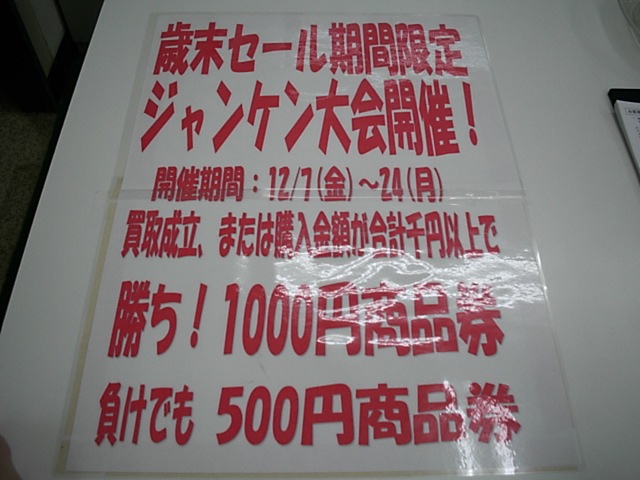 歳末セール期間限定
ジャンケン大会開催！
開催期間：12/7(金)～24(月)
買取成立、または購入金額が合計千円以上で
勝ち！1000円商品券
負けでも 500円商品券